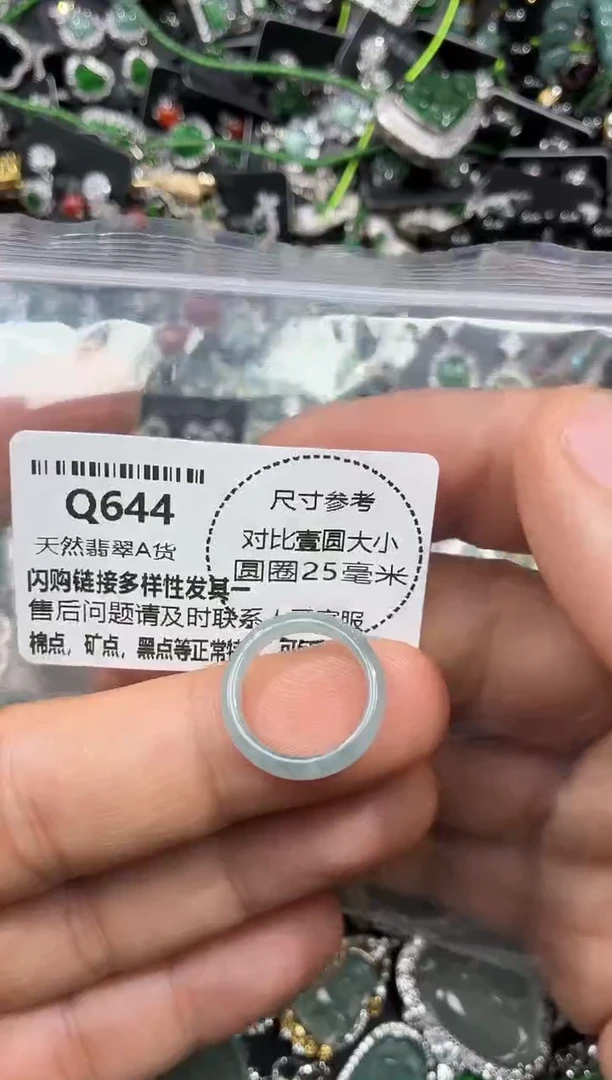 Q644
天然翡翠A货
闪购链接多样性发其一
售后问题请及时联系
棉点，矿点，黑点等正常
尺寸参考
对比壹圆大小
圆圈25毫米